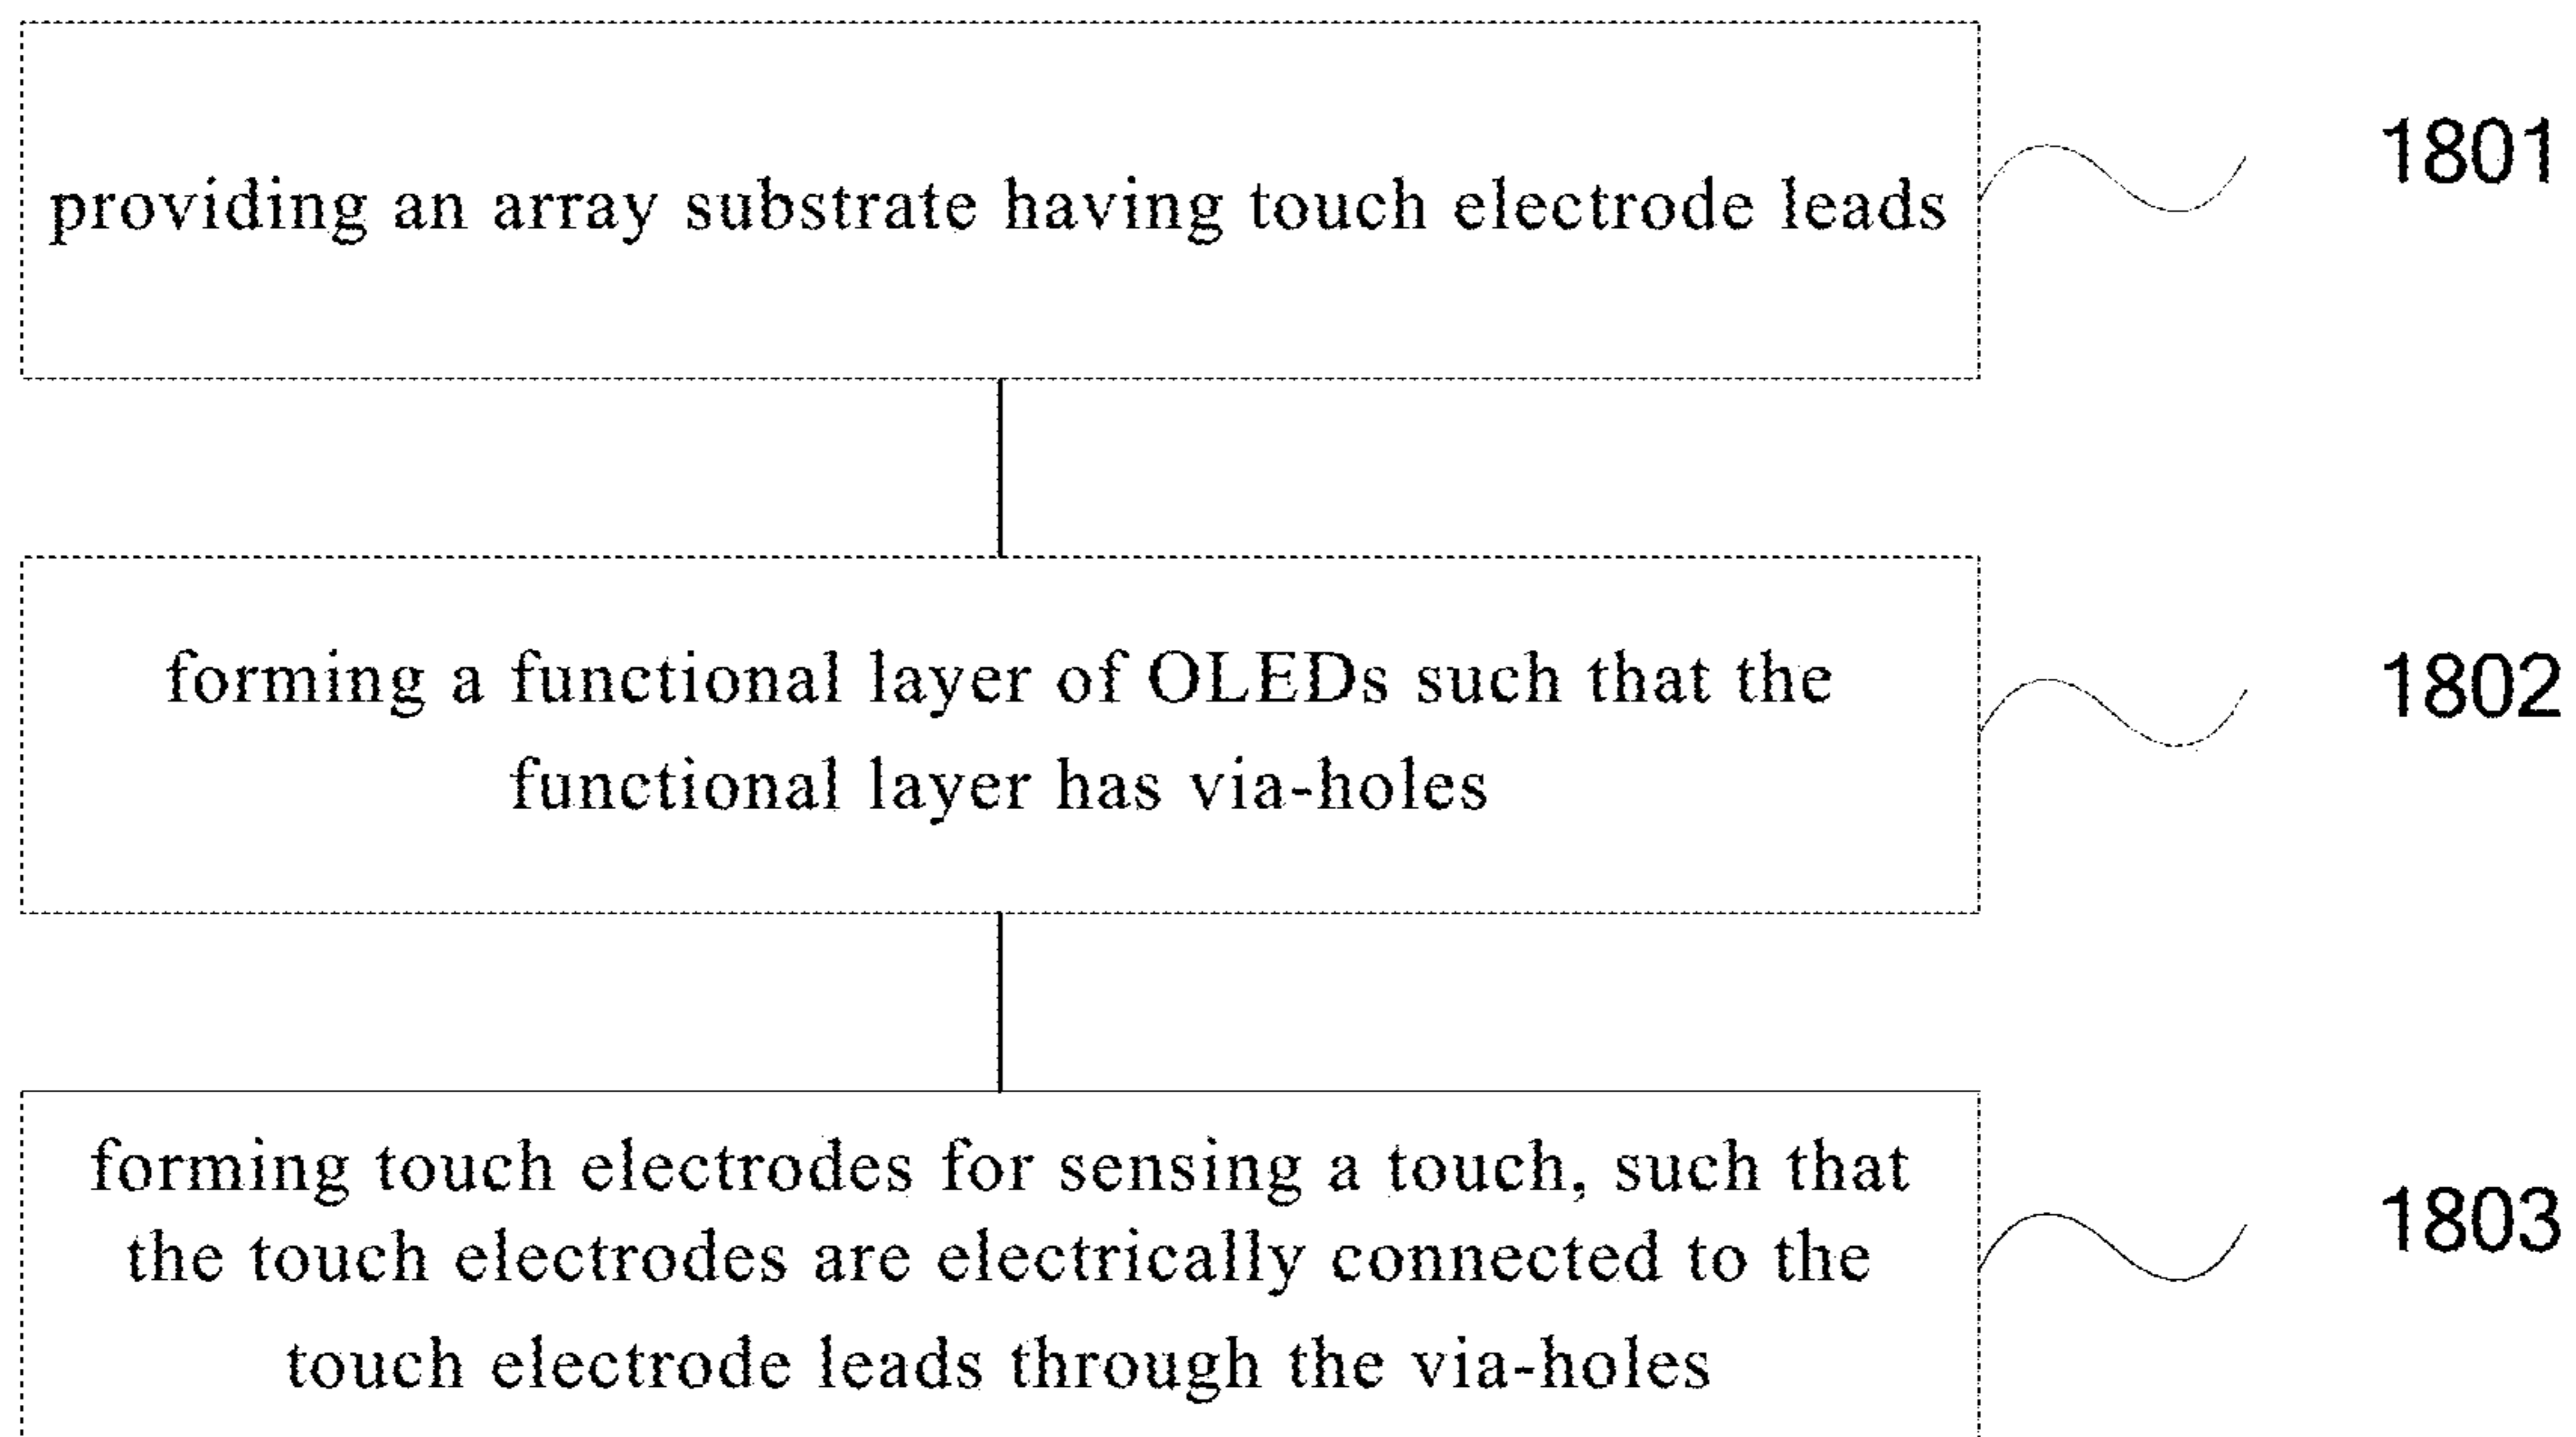 providing an array substrate having touch electrode leads
1801
forming a functional layer of OLEDs such that the
functional layer has via-holes
1802
forming touch electrodes for sensing a touch, such that
the touch electrodes are electrically connected to the
touch electrode leads through the via-holes
1803